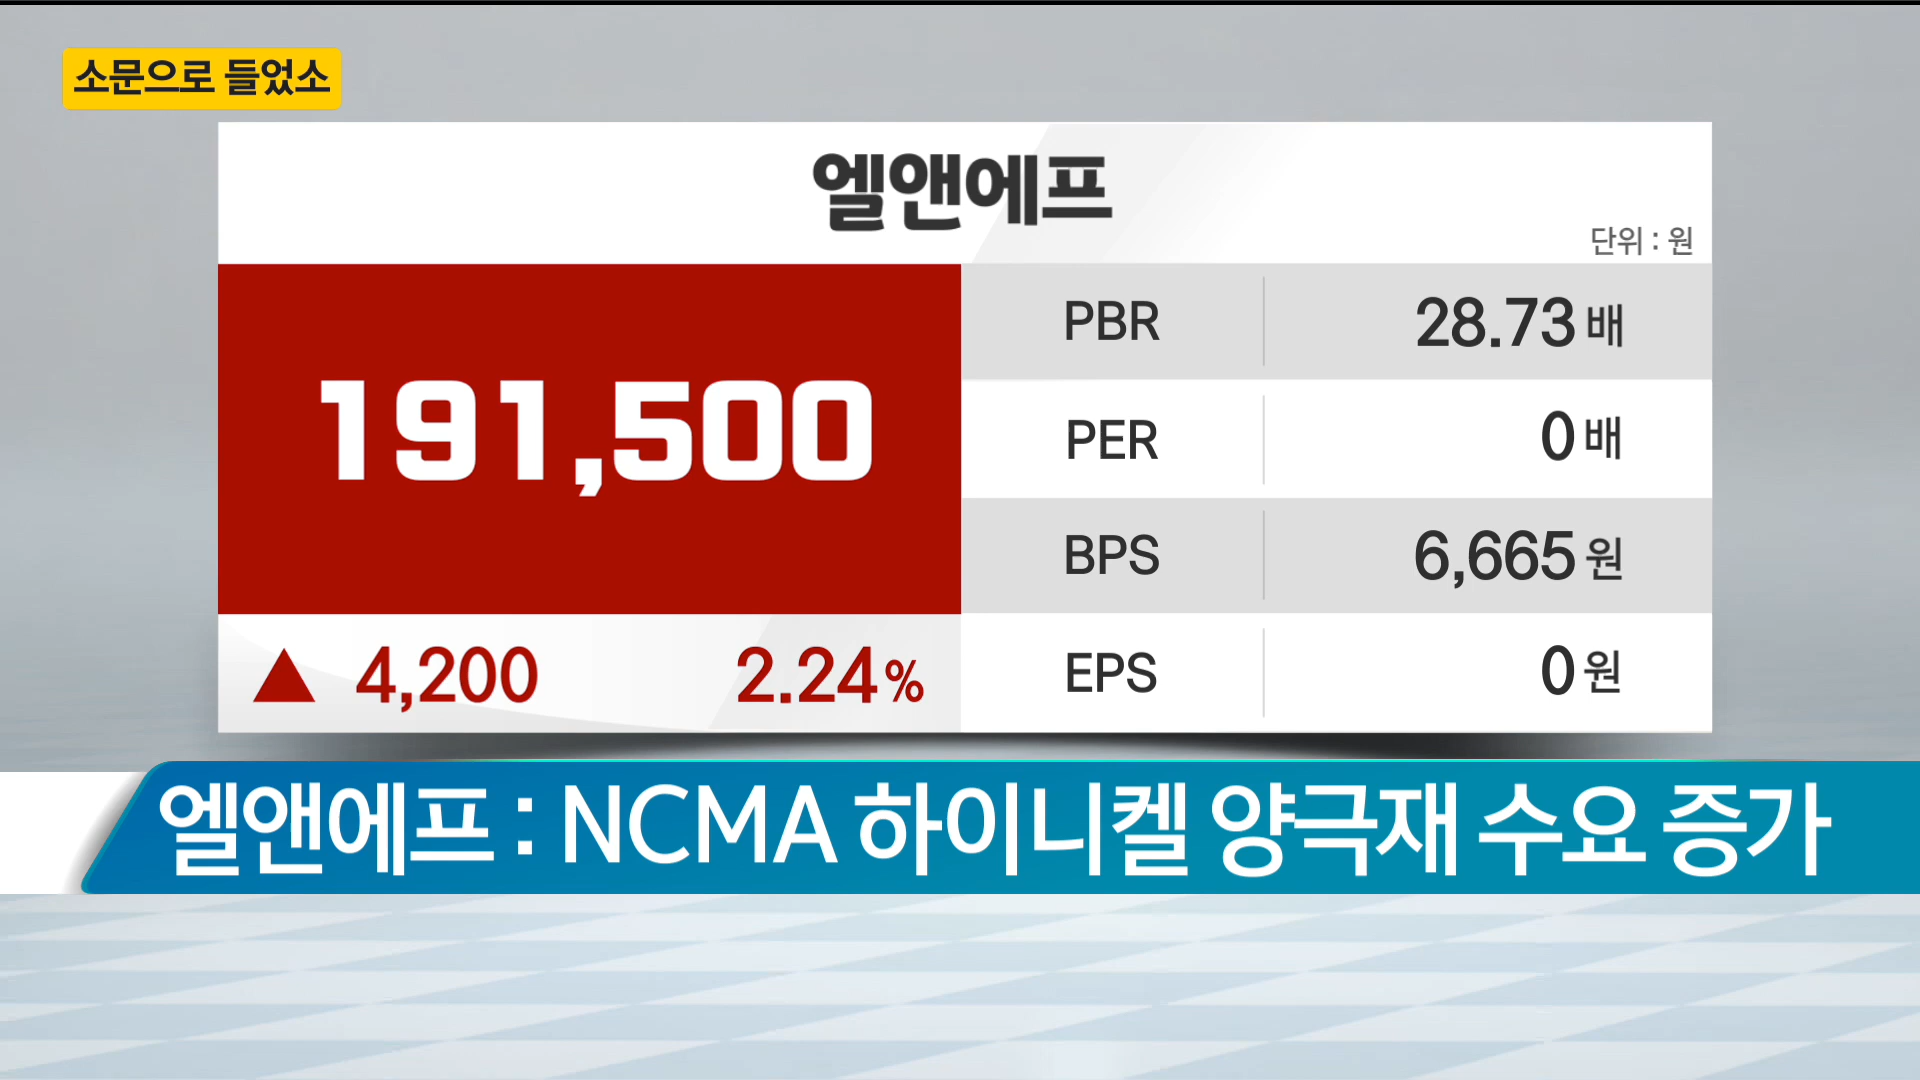 소문으로 들었소
엘앤에프
단위 : 원
191,500
▲ 4,200 2.24%
PBR 28.73 배
PER 0 배
BPS 6,665 원
EPS 0 원
엘앤에프 : NCMA 하이니켈 양극재 수요 증가